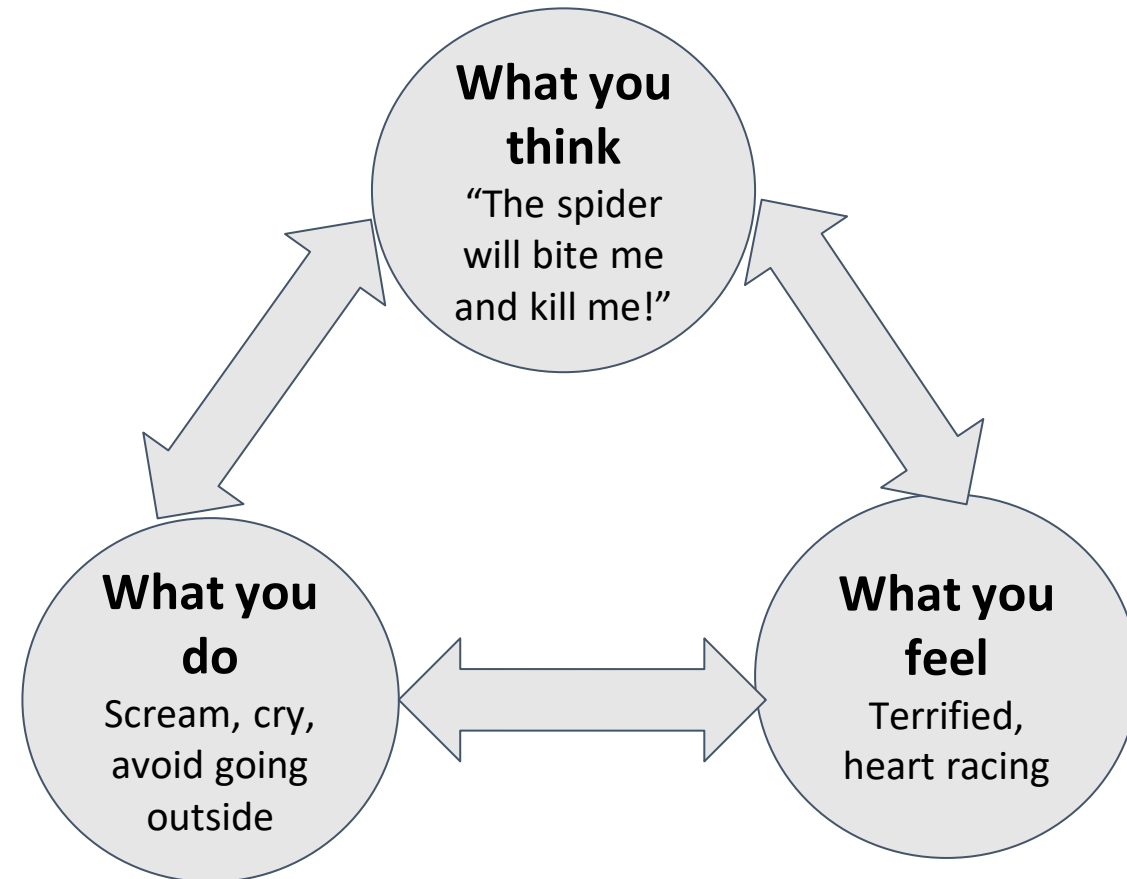 What you
think
“The spider
will bite me
and kill me!”
What you
do
Scream, cry,
avoid going
outside
What you
feel
Terrified,
heart racing